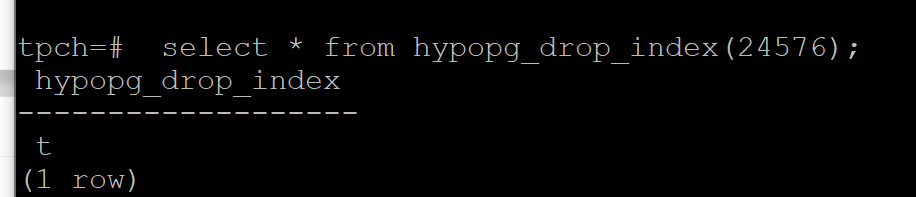 tpch=#  select * from hypopg_drop_index(24576);
 hypopg_drop_index
-------------------
 t
(1 row)